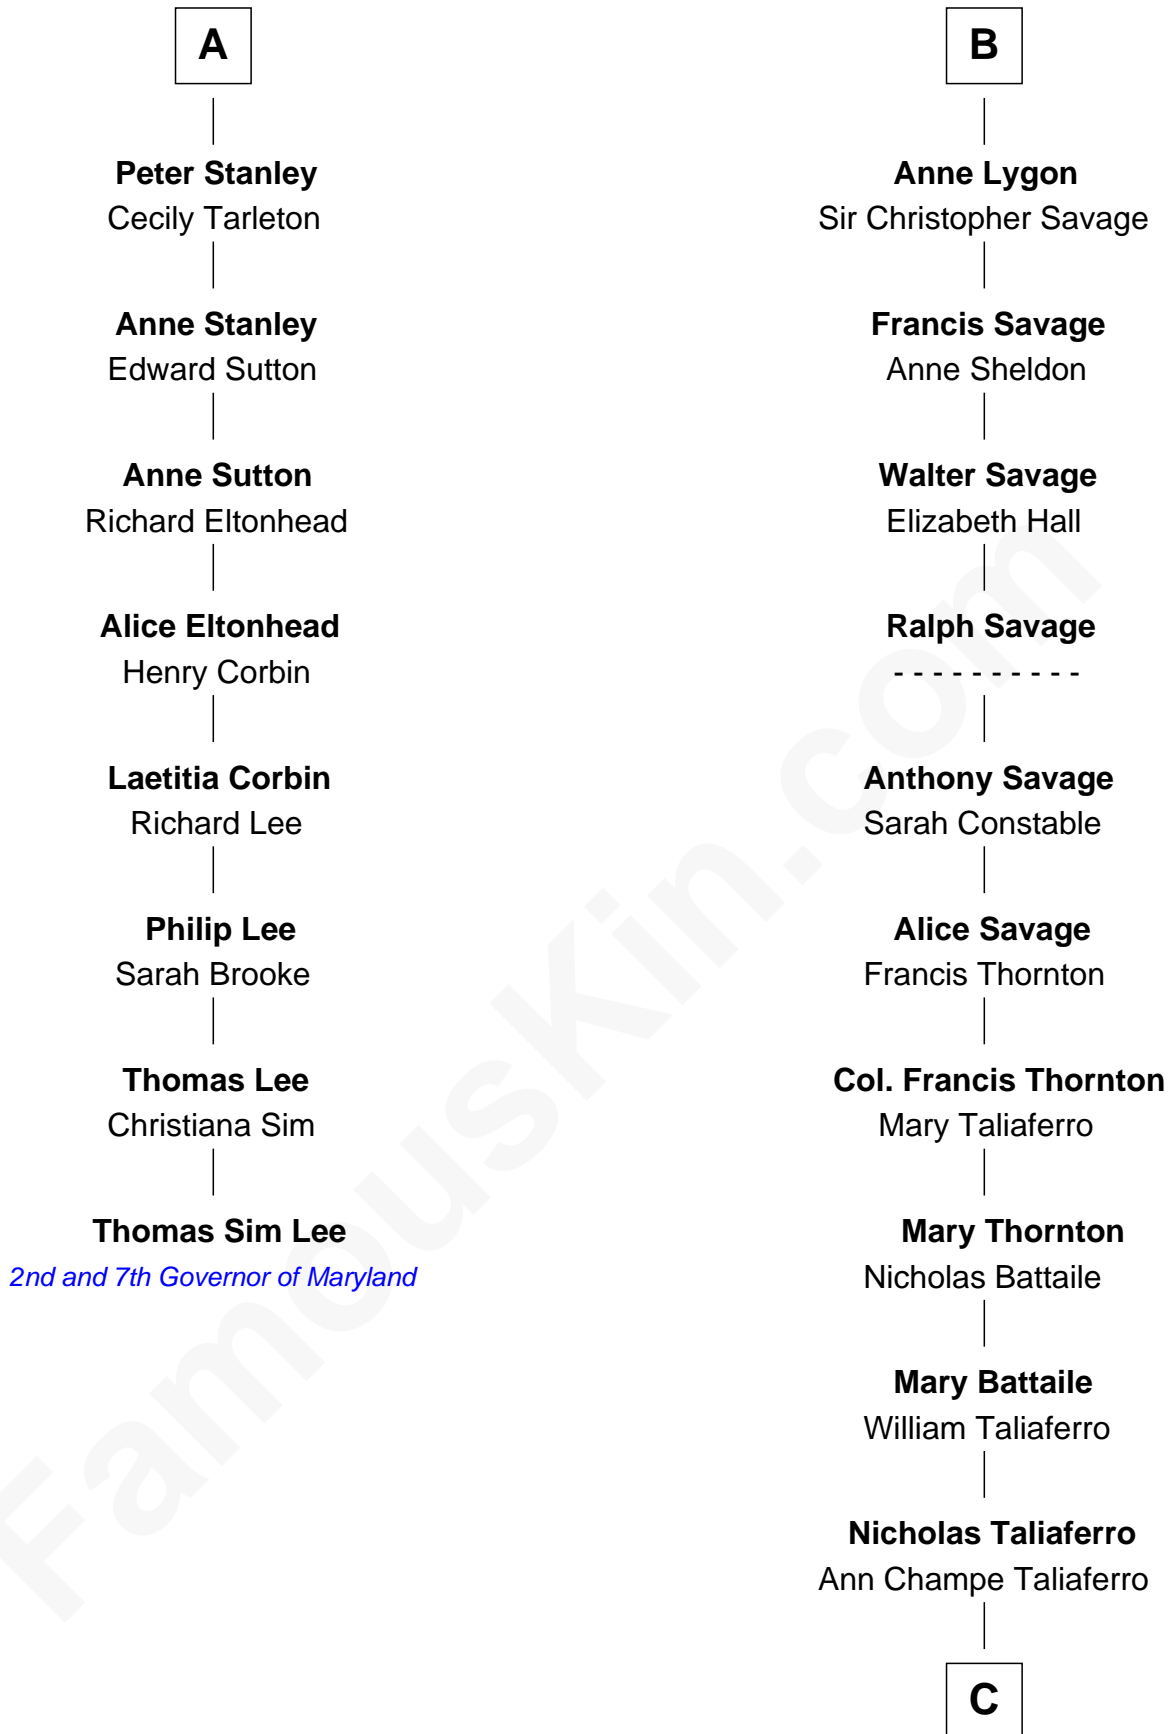 A
Peter Stanley
Cecily Tarleton
Anne Stanley
Edward Sutton
Anne Sutton
Richard Eltonhead
Alice Eltonhead
Henry Corbin
Laetitia Corbin
Richard Lee
Philip Lee
Sarah Brooke
Thomas Lee
Christiana Sim
Thomas Sim Lee
2nd and 7th Governor of Maryland
B
Anne Lygon
Sir Christopher Savage
Francis Savage
Anne Sheldon
Walter Savage
Elizabeth Hall
Ralph Savage
- - - - - - - - - -
Anthony Savage
Sarah Constable
Alice Savage
Francis Thornton
Col. Francis Thornton
Mary Taliaferro
Mary Thornton
Nicholas Battaile
Mary Battaile
William Taliaferro
Nicholas Taliaferro
Ann Champe Taliaferro
C
FamousKin.com